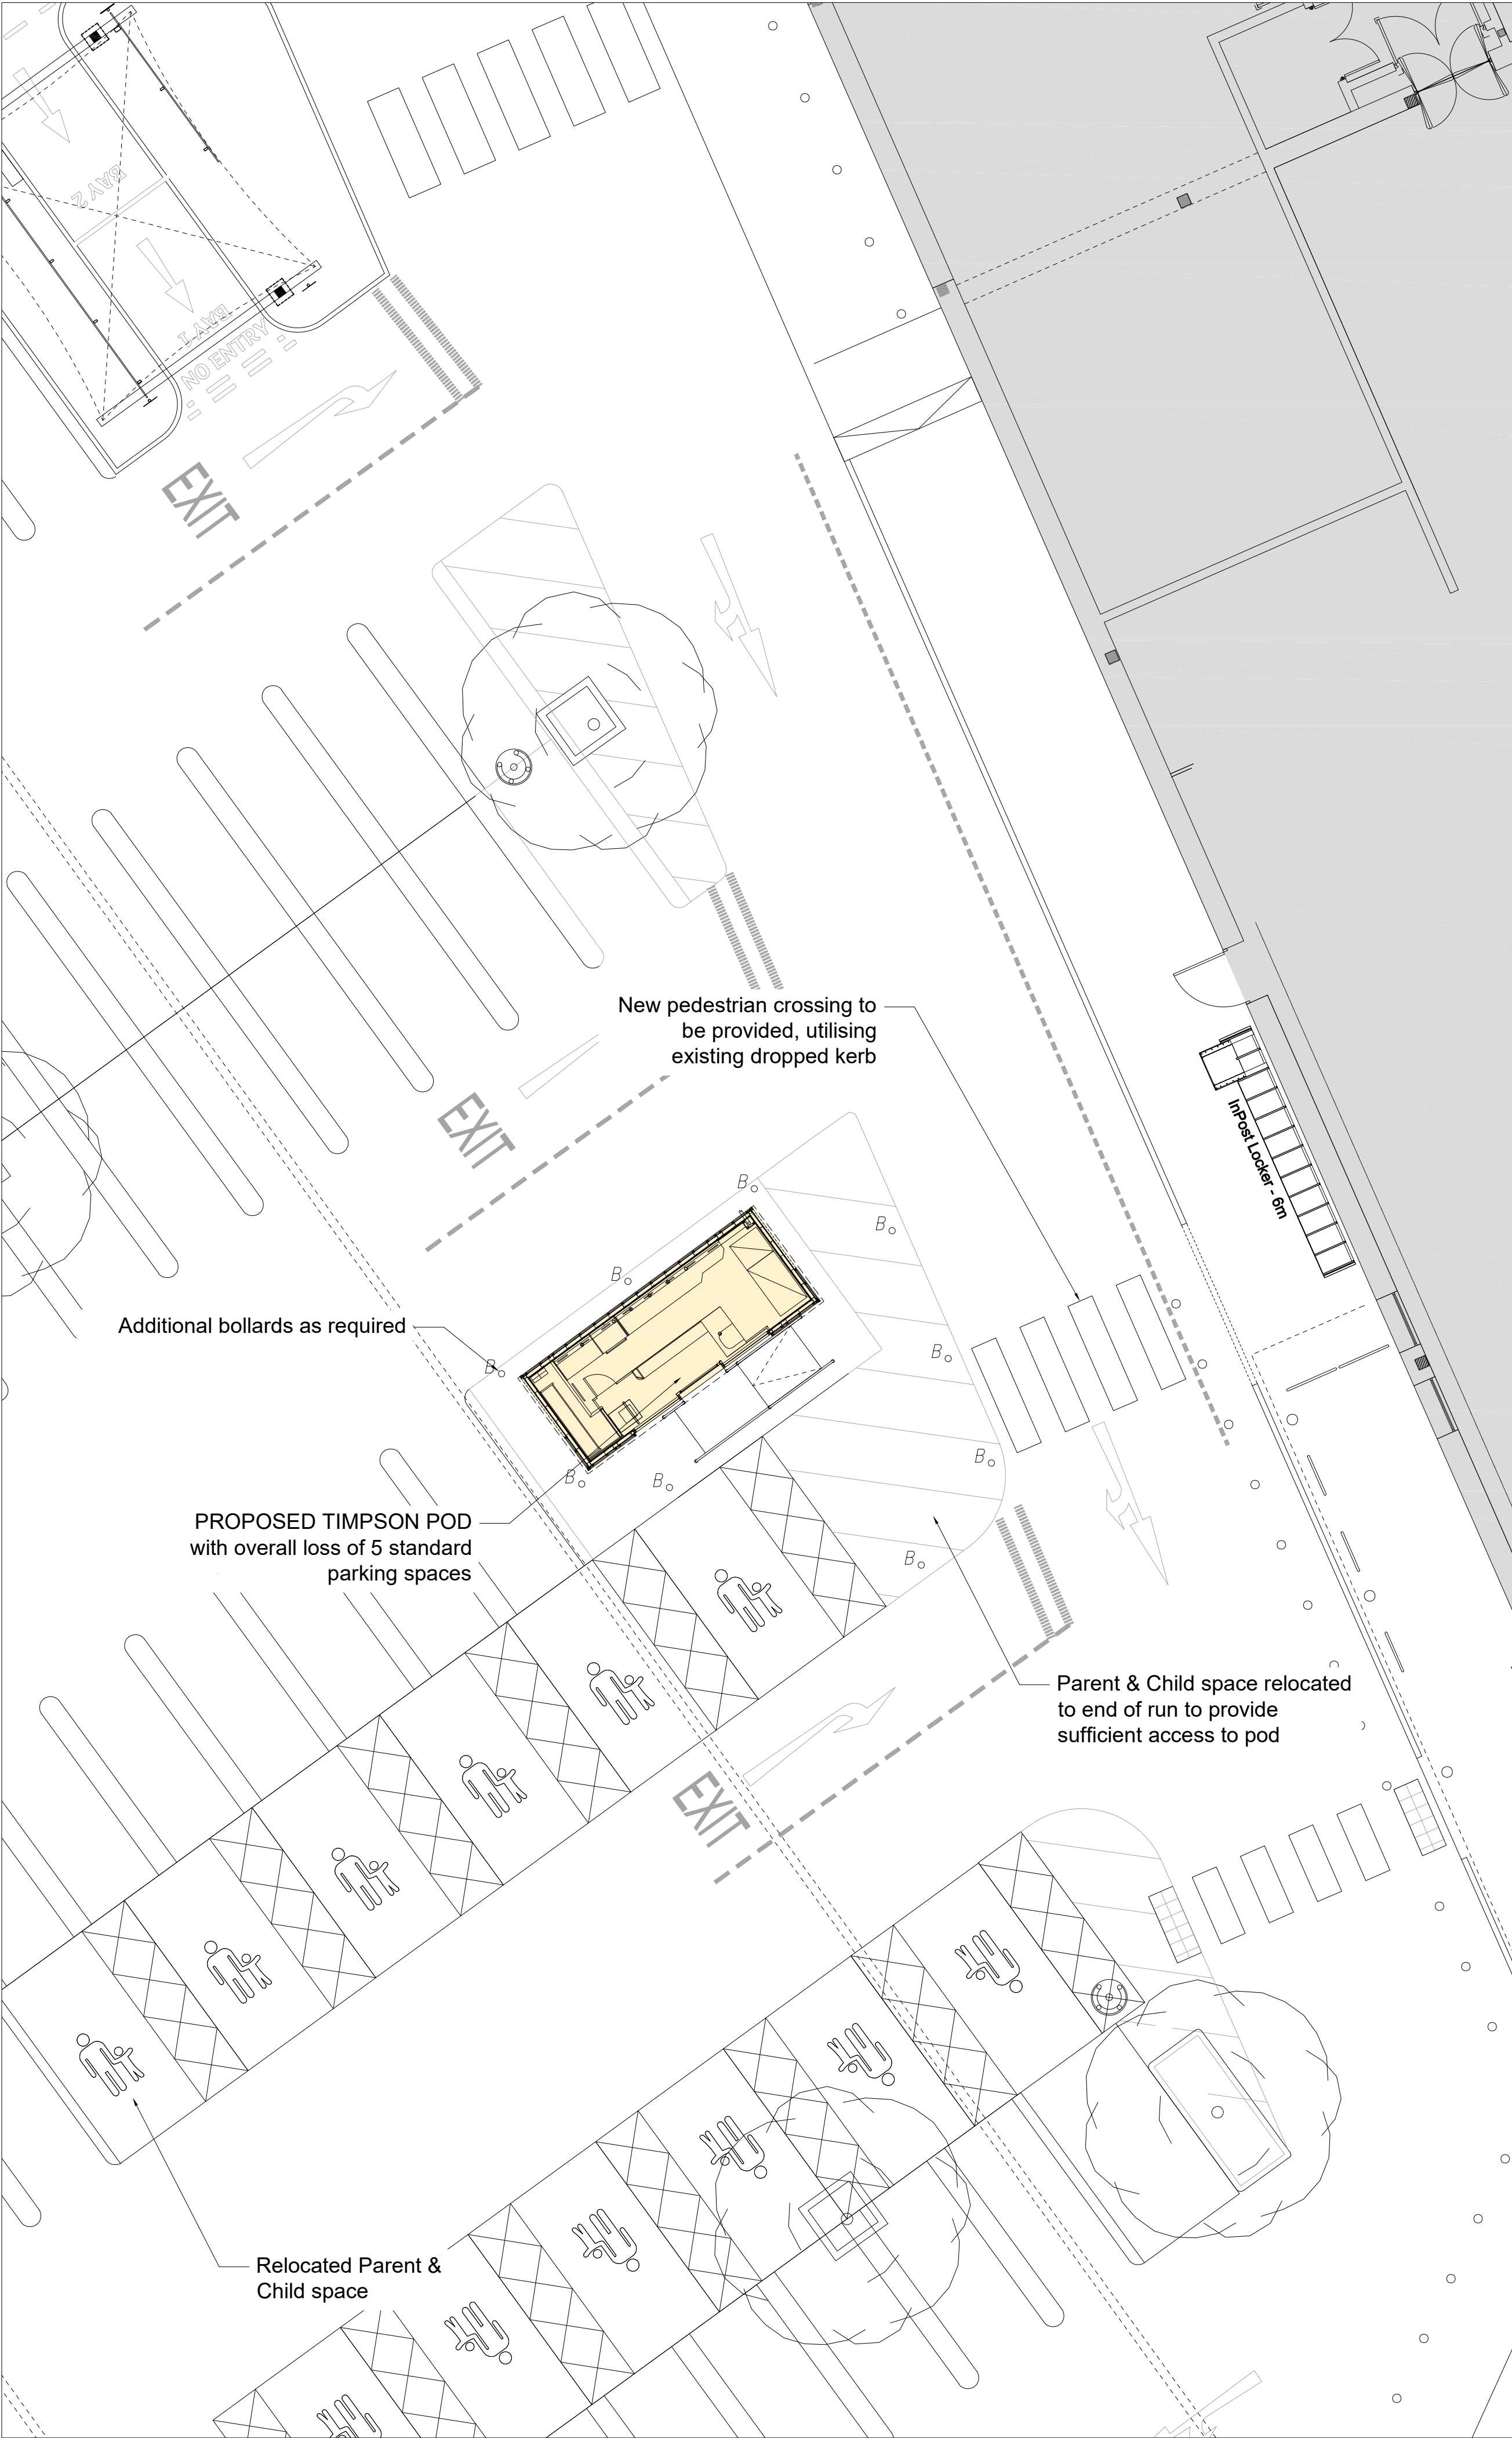 BAY 2
BAY 1
NO ENTRY
EXIT
New pedestrian crossing to
be provided, utilising
existing dropped kerb
EXIT
InPost Locker - 6m
B
B
B
Additional bollards as required
B
B
B
B
B
PROPOSED TIMPSON POD
with overall loss of 5 standard
parking spaces
B
Parent & Child space relocated
to end of run to provide
sufficient access to pod
EXIT
Relocated Parent &
Child space